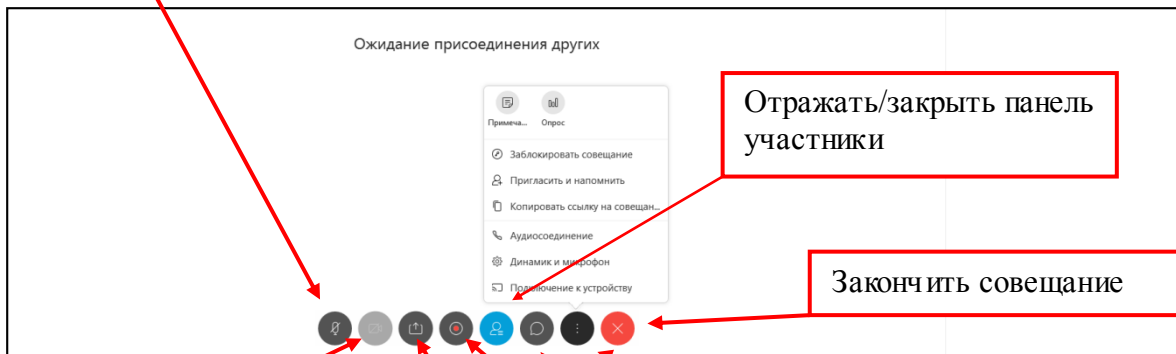 Ожидание присоединения других
Примеча... Опрос
Заблокировать совещание
Пригласить и напомнить
Копировать ссылку на совещан...
Аудиосоединение
Динамик и микрофон
Подключение к устройству
Отражать/закрыть панель
участники
Закончить совещание